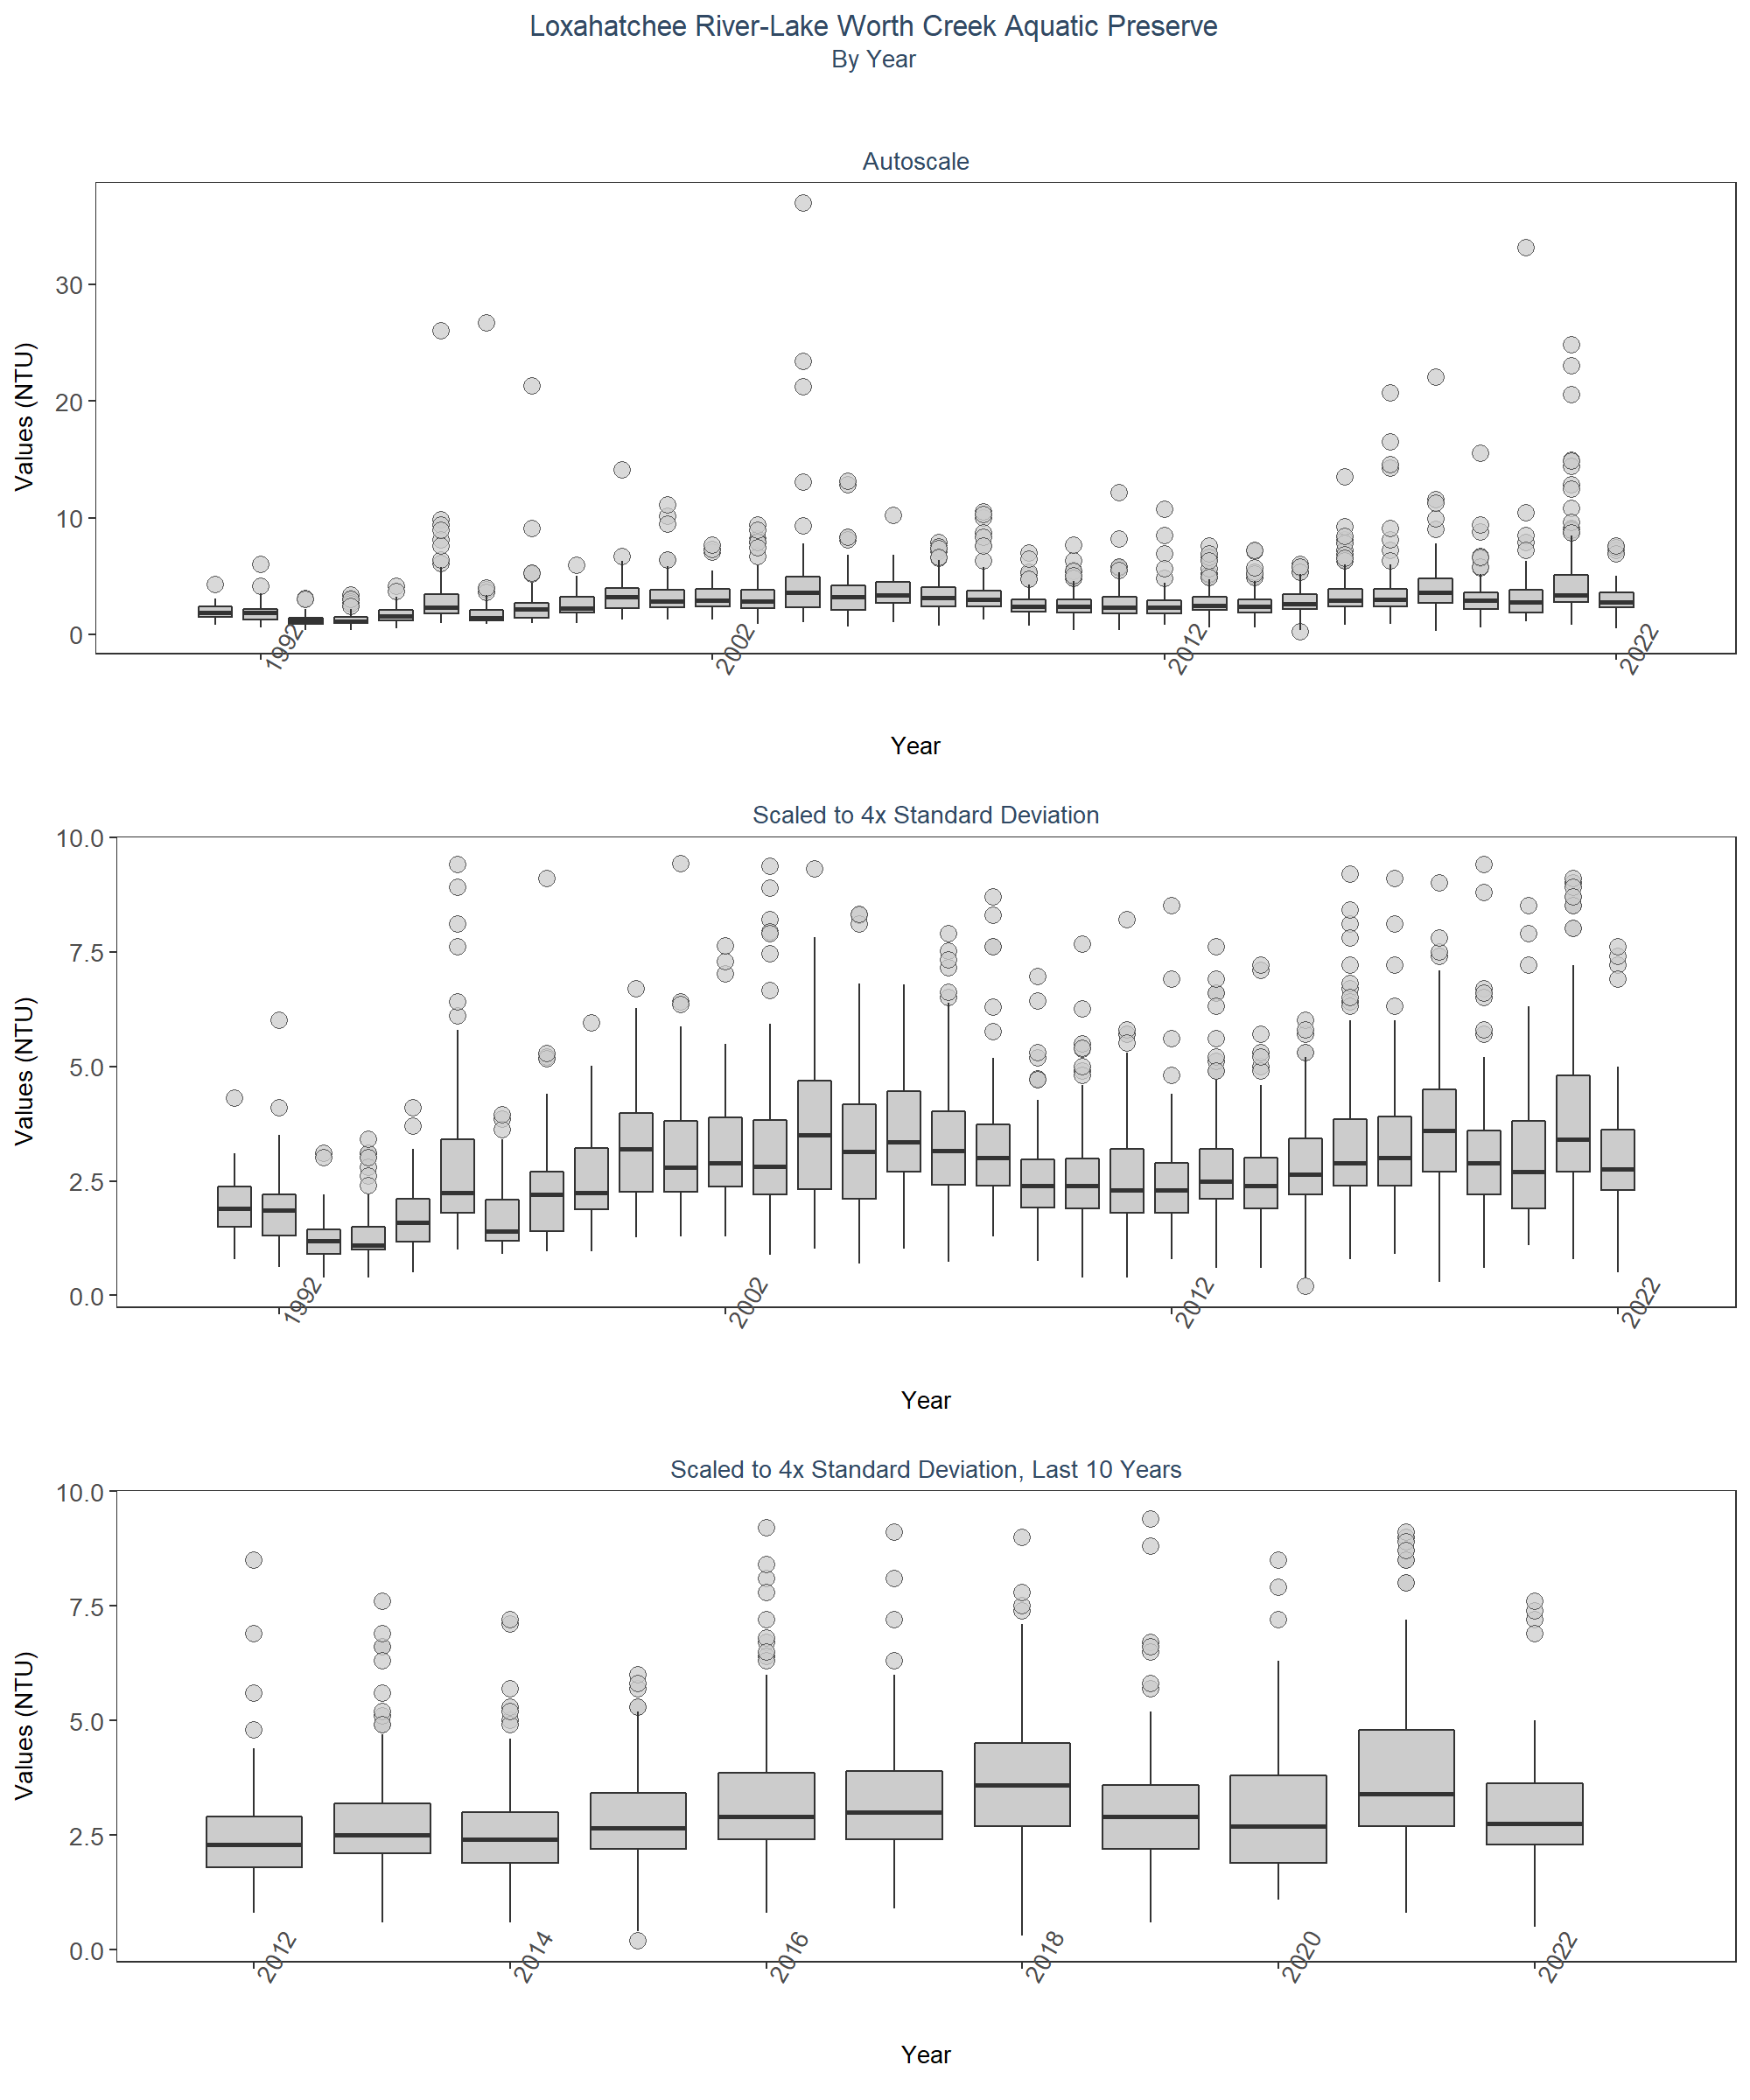 Loxahatchee River-Lake Worth Creek Aquatic Preserve
By Year
Autoscale
Values (NTU)
30
20
10
0
1992
2002
2012
2022
Year
Scaled to 4x Standard Deviation
Values (NTU)
10.0
7.5
5.0
2.5
0.0
1992
2002
2012
2022
Year
Scaled to 4x Standard Deviation, Last 10 Years
Values (NTU)
10.0
7.5
5.0
2.5
0.0
2012
2014
2016
2018
2020
2022
Year